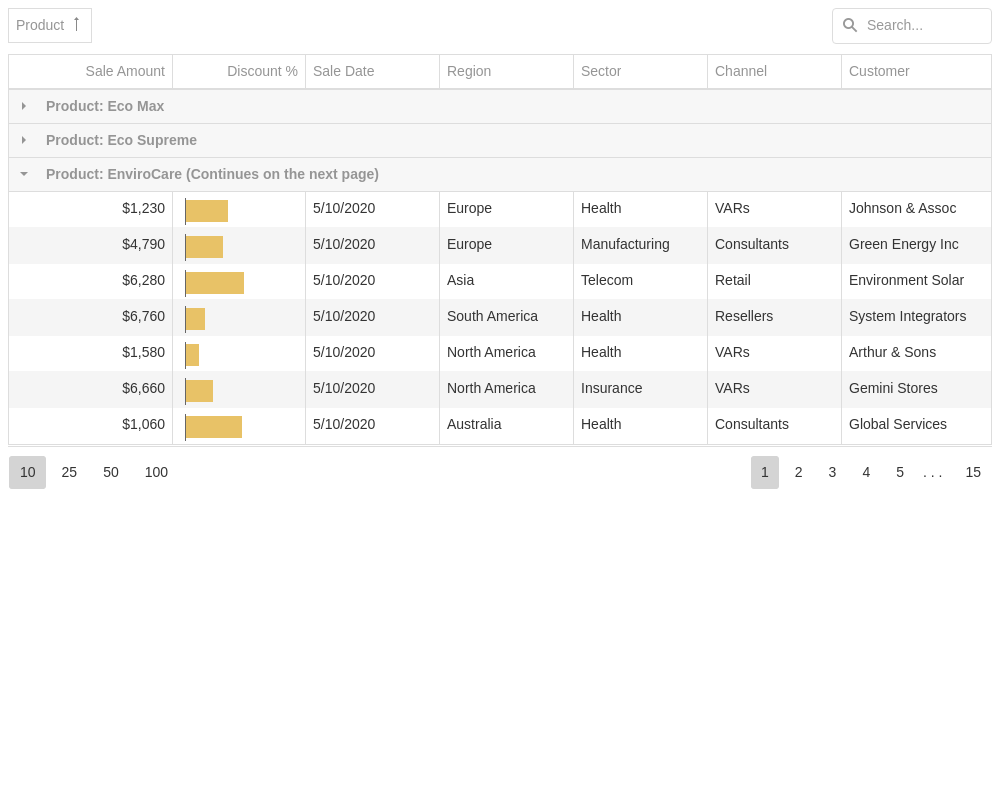 Product
Search...
Sale Amount Discount % Sale Date Region Sector Channel Customer
Product: Eco Max
Product: Eco Supreme
Product: EnviroCare (Continues on the next page)
$1,230 5/10/2020 Europe Health VARs Johnson & Assoc
$4,790 5/10/2020 Europe Manufacturing Consultants Green Energy Inc
$6,280 5/10/2020 Asia Telecom Retail Environment Solar
$6,760 5/10/2020 South America Health Resellers System Integrators
$1,580 5/10/2020 North America Health VARs Arthur & Sons
$6,660 5/10/2020 North America Insurance VARs Gemini Stores
$1,060 5/10/2020 Australia Health Consultants Global Services
10 25 50 100 1 2 3 4 5 . . . 15